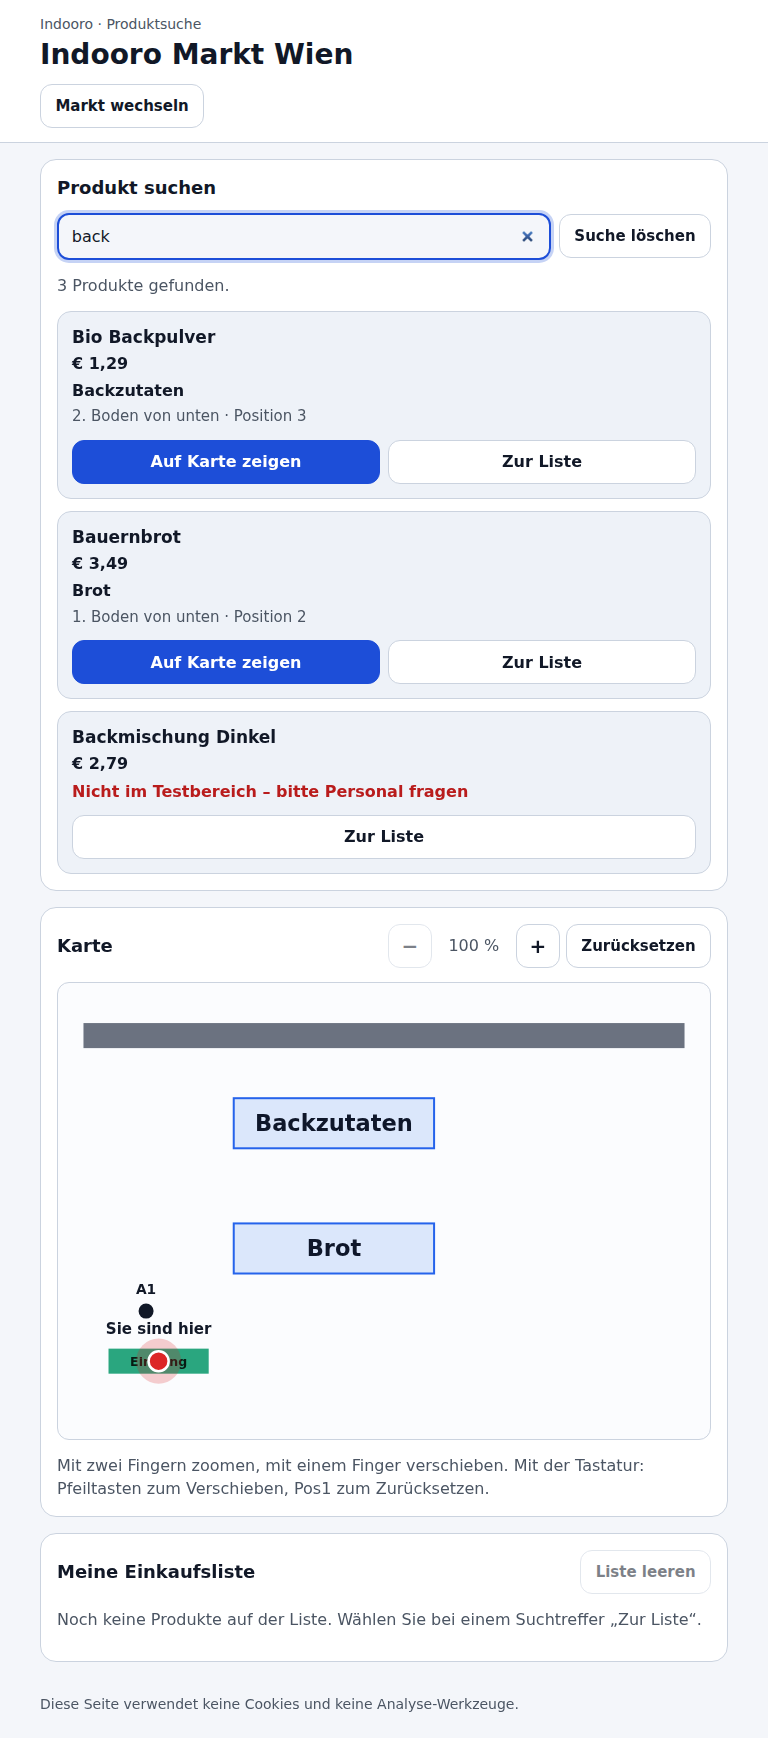 Indooro · Produktsuche
Indooro Markt Wien
Markt wechseln
Produkt suchen
back
Suche löschen
3 Produkte gefunden.
Bio Backpulver
€ 1,29
Backzutaten
2. Boden von unten · Position 3
Auf Karte zeigen
Zur Liste
Bauernbrot
€ 3,49
Brot
1. Boden von unten · Position 2
Auf Karte zeigen
Zur Liste
Backmischung Dinkel
€ 2,79
Nicht im Testbereich – bitte Personal fragen
Zur Liste
Karte
− 100 % + Zurücksetzen
Backzutaten
Brot
A1
Sie sind hier
Mit zwei Fingern zoomen, mit einem Finger verschieben. Mit der Tastatur:
Pfeiltasten zum Verschieben, Pos1 zum Zurücksetzen.
Meine Einkaufsliste
Liste leeren
Noch keine Produkte auf der Liste. Wählen Sie bei einem Suchtreffer „Zur Liste“.
Diese Seite verwendet keine Cookies und keine Analyse-Werkzeuge.